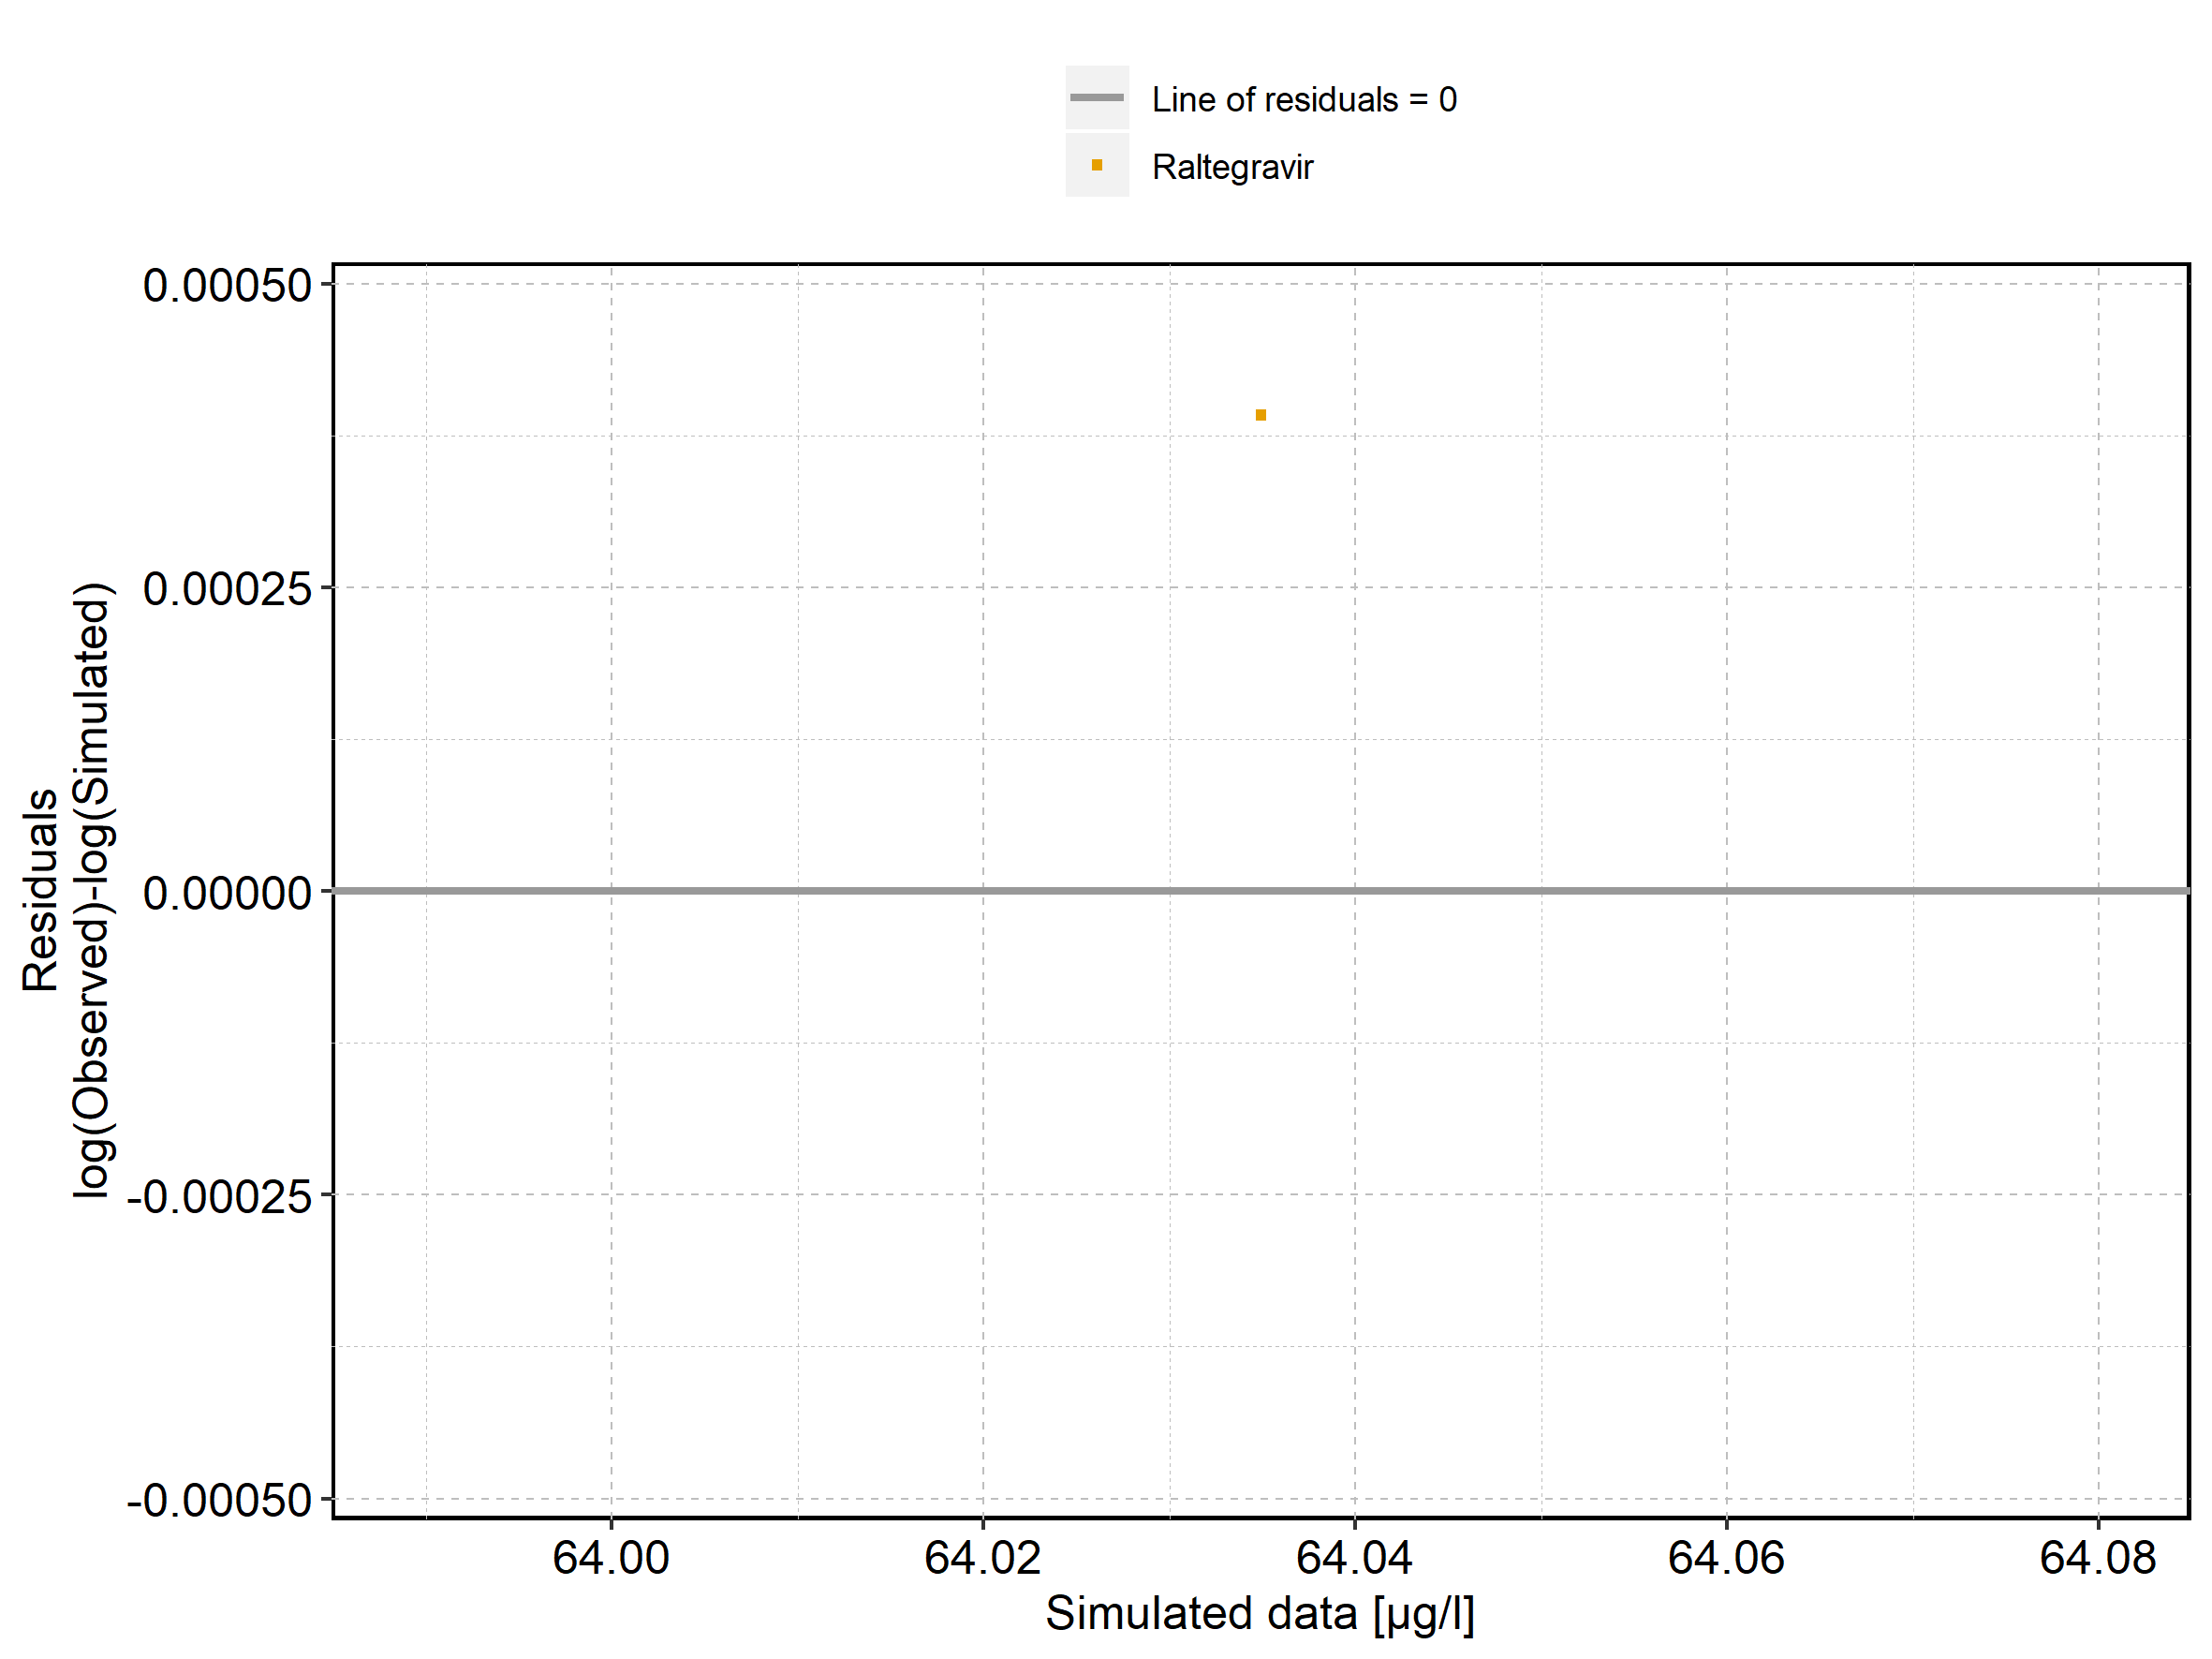 Line of residuals = 0
Raltegravir
0.00050
0.00025
0.00000
-0.00025
-0.00050
Residuals
log(Observed)-log(Simulated)
64.00
64.02
64.04
64.06
64.08
Simulated data [µg/l]